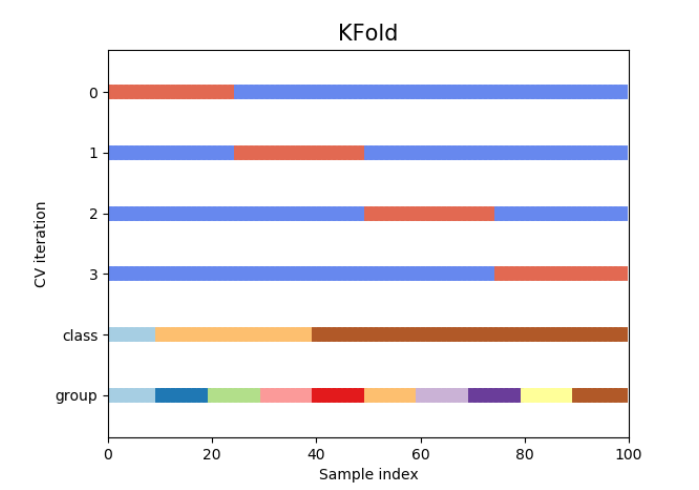 KFold
0
1
2
3
class
group
CV iteration
0 20 40 60 80 100
Sample index